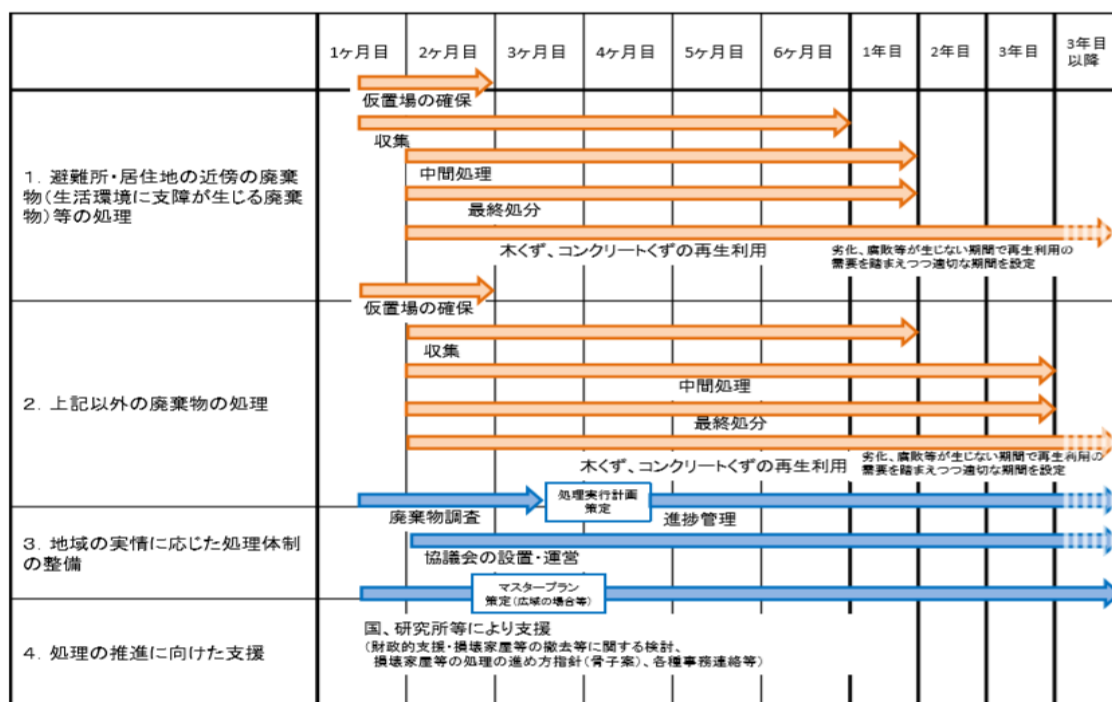 1ヶ月目 2ヶ月目 3ヶ月目 4ヶ月目 5ヶ月目 6ヶ月目 1年目 2年目 3年目 3年目
以降
1．避難所・居住地の近傍の廃棄
物（生活環境に支障が生じる廃棄
物）等の処理
仮置場の確保
収集
中間処理
最終処分
木くず、コンクリートくずの再生利用
劣化、腐敗等が生じない期間で再生利用の
需要を踏まえつつ適切な期間を設定
2．上記以外の廃棄物の処理
仮置場の確保
収集
中間処理
最終処分
木くず、コンクリートくずの再生利用
劣化、腐敗等が生じない期間で再生利用の
需要を踏まえつつ適切な期間を設定
3．地域の実情に応じた処理体制
の整備
廃棄物調査
処理実行計画
策定
進捗管理
協議会の設置・運営
マスタープラン
策定（広域の場合等）
4．処理の推進に向けた支援
国、研究所等により支援
（財政的支援・損壊家屋等の撤去等に関する検討、
損壊家屋等の処理の進め方指針（骨子案）、各種事務連絡等）